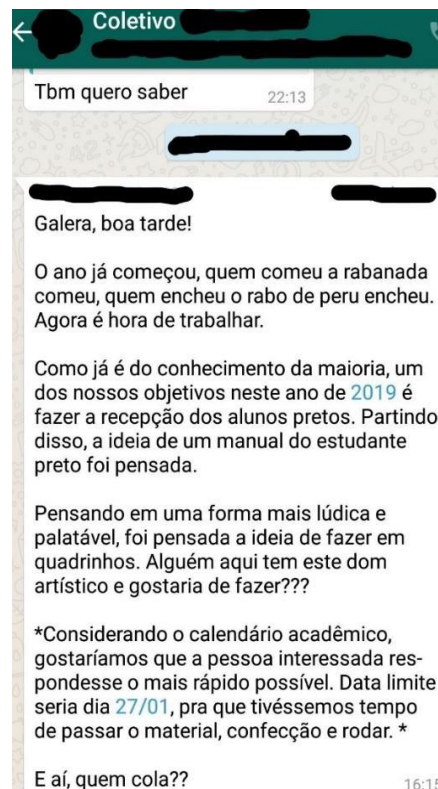 Coletivo
Tbm quero saber
22:13
Galera, boa tarde!
O ano já começou, quem comeu a rabanada
comeu, quem encheu o rabo de peru encheu.
Agora é hora de trabalhar.
Como já é do conhecimento da maioria, um
dos nossos objetivos neste ano de 2019 é
fazer a recepção dos alunos pretos. Partindo
disso, a ideia de um manual do estudante
preto foi pensada.
Pensando em uma forma mais lúdica e
palatável, foi pensada a ideia de fazer em
quadrinhos. Alguém aqui tem este dom
artístico e gostaria de fazer???
*Considerando o calendário acadêmico,
gostaríamos que a pessoa interessada res-
pondesse o mais rápido possível. Data limite
seria dia 27/01, pra que tivéssemos tempo
de passar o material, confecção e rodar. *
E aí, quem cola??
16:15